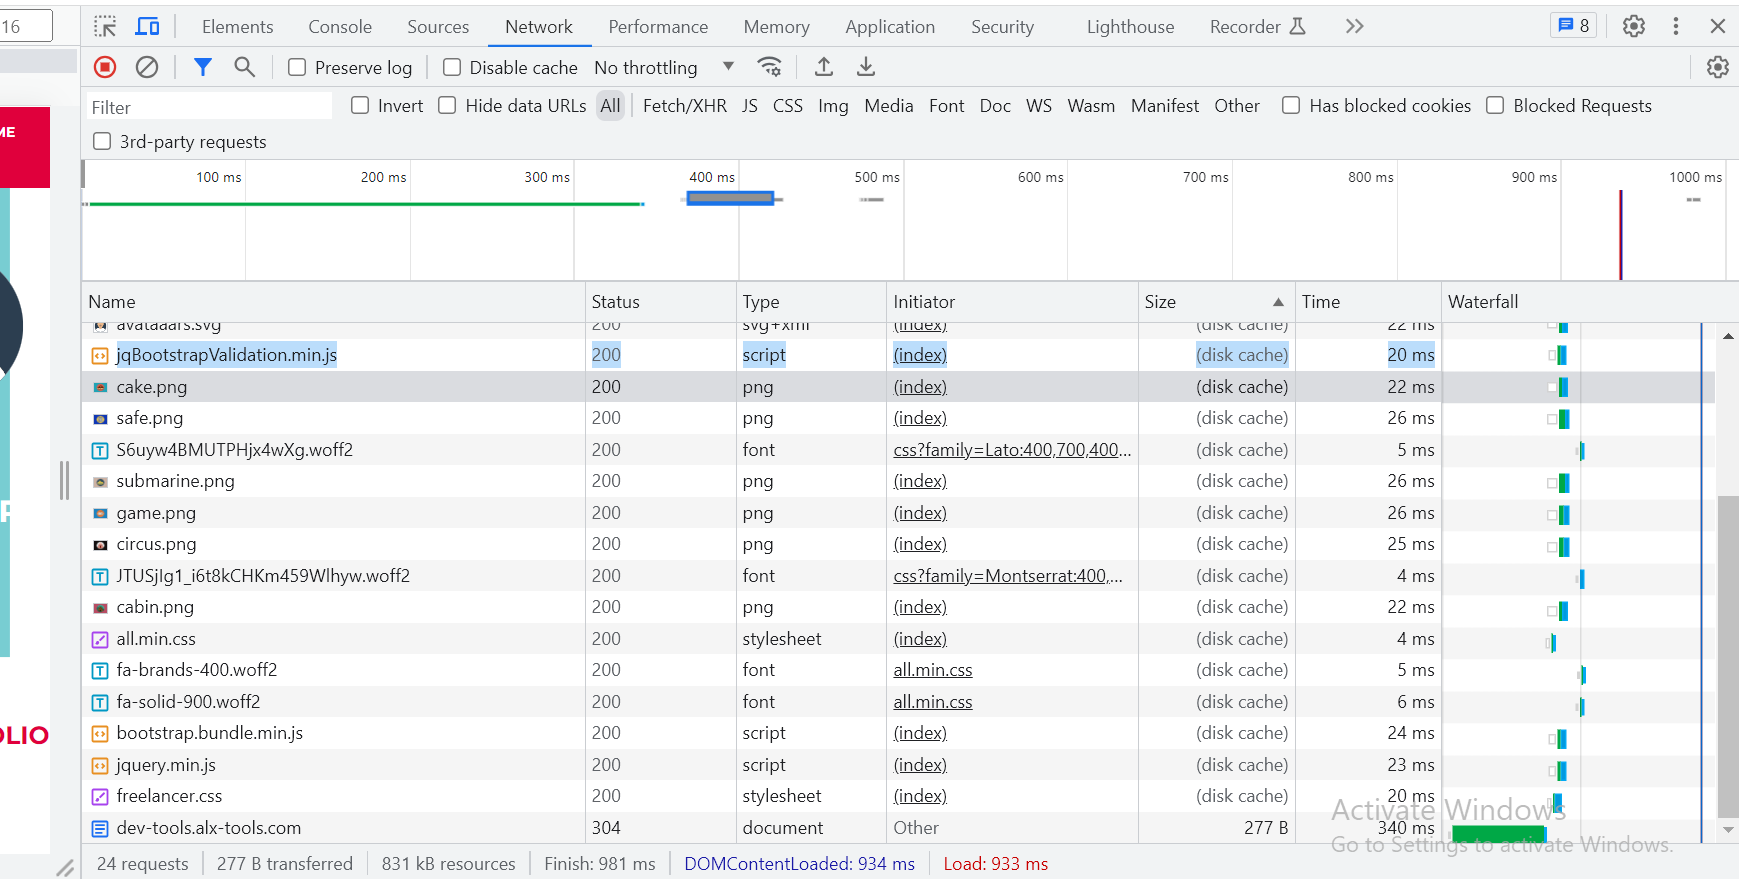 16
Elements Console Sources Network Performance Memory Application Security Lighthouse Recorder 8
Preserve log Disable cache No throttling
ME
Filter Invert Hide data URLs All Fetch/XHR JS CSS Img Media Font Doc WS Wasm Manifest Other Has blocked cookies Blocked Requests
3rd-party requests
100 ms 200 ms 300 ms 400 ms 500 ms 600 ms 700 ms 800 ms 900 ms 1000 ms
Name Status Type Initiator Size Time Waterfall
avataaars.svg 200 svg+xml (index) (disk cache) 22 ms
jqBootstrapValidation.min.js 200 script (index) (disk cache) 20 ms
cake.png 200 png (index) (disk cache) 22 ms
safe.png 200 png (index) (disk cache) 26 ms
S6uyw4BMUTPHjx4wXg.woff2 200 font css?family=Lato:400,700,400... (disk cache) 5 ms
submarine.png 200 png (index) (disk cache) 26 ms
game.png 200 png (index) (disk cache) 26 ms
circus.png 200 png (index) (disk cache) 25 ms
JTUSjIg1_i6t8kCHKm459Wlhyw.woff2 200 font css?family=Montserrat:400,... (disk cache) 4 ms
cabin.png 200 png (index) (disk cache) 22 ms
all.min.css 200 stylesheet (index) (disk cache) 4 ms
fa-brands-400.woff2 200 font all.min.css (disk cache) 5 ms
fa-solid-900.woff2 200 font all.min.css (disk cache) 6 ms
OLIO
bootstrap.bundle.min.js 200 script (index) (disk cache) 24 ms
jquery.min.js 200 script (index) (disk cache) 23 ms
freelancer.css 200 stylesheet (index) (disk cache) 20 ms
dev-tools.alx-tools.com 304 document Other 277 B 340 ms
Activate Windows
Go to Settings to activate Windows.
24 requests 277 B transferred 831 kB resources Finish: 981 ms DOMContentLoaded: 934 ms Load: 933 ms